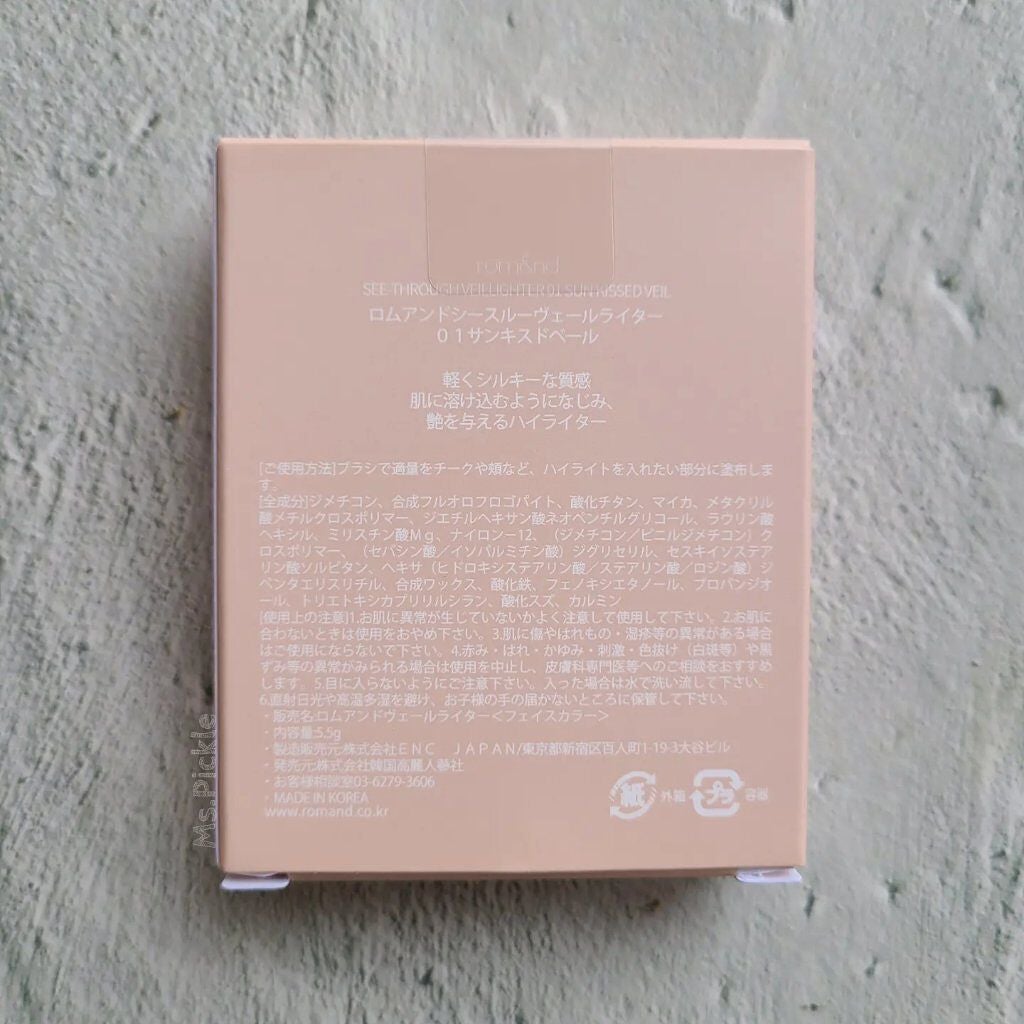 rom&nd
SEE-THROUGH VEILLIGHTER 01 SUN KISSED VEIL
ロムアンドシースルーヴェールライター
０１サンキスドベール
軽くシルキーな質感
肌に溶け込むようになじみ、
艶を与えるハイライター
[ご使用方法]ブラシで適量をチークや頬など、ハイライトを入れたい部分に塗布しま
す。
[全成分]ジメチコン、合成フルオロフロゴパイト、酸化チタン、マイカ、メタクリル
酸メチルクロスポリマー、ジエチルヘキサン酸ネオペンチルグリコール、ラウリン酸
ヘキシル、ミリスチン酸Ｍｇ、ナイロン－12、（ジメチコン／ビニルジメチコン）ク
ロスポリマー、（セバシン酸／イソパルミチン酸）ジグリセリル、セスキイソステア
リン酸ソルビタン、ヘキサ（ヒドロキシステアリン酸／ステアリン酸／ロジン酸）ジ
ペンタエリスリチル、合成ワックス、酸化鉄、フェノキシエタノール、プロパンジオ
ール、トリエトキシカプリリルシラン、酸化スズ、カルミン
[使用上の注意]1.お肌に異常が生じていないかよく注意して使用して下さい。2.お肌に
合わないときは使用をおやめ下さい。3.肌に傷やはれもの・湿疹等の異常がある場合
はご使用にならないで下さい。4.赤み・はれ・かゆみ・刺激・色抜け（白斑等）や黒
ずみ等の異常がみられる場合は使用を中止し、皮膚科専門医等へのご相談をおすすめ
します。5.目に入らないようにご注意下さい。入った場合は水で洗い流して下さい。
6.直射日光や高温多湿を避け、お子様の手の届かないところに保管して下さい。
・販売名:ロムアンドヴェールライター＜フェイスカラー＞
・内容量:5.5g
・製造販売元:株式会社ＥＮＣ　ＪＡＰＡＮ/東京都新宿区百人町1-19-3大谷ビル
・発売元:株式会社韓国高麗人参社
・お客様相談室03-6279-3606
・MADE IN KOREA
www.romand.co.kr
紙 外箱 プラ 容器
Ms.Pickle